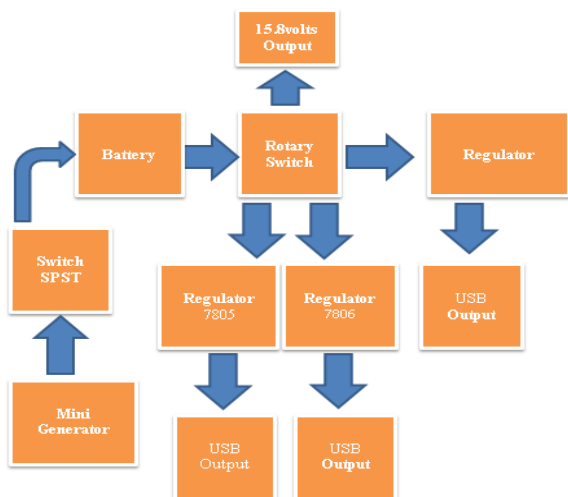 15.8volts
Output
Battery
Rotary
Switch
Regulator
Switch
SPST
Regulator
7805
Regulator
7806
USB
Output
Mini
Generator
USB
Output
USB
Output